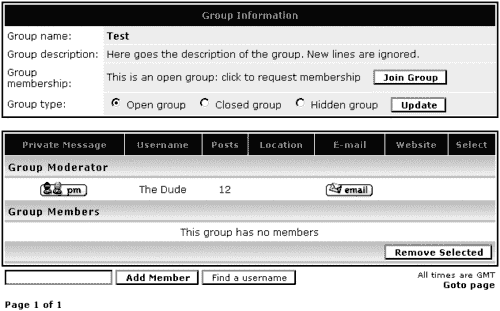 Group Information
Group name: Test
Group description: Here goes the description of the group. New lines are ignored.
Group membership: This is an open group: click to request membership Join Group
Group type: Open group Closed group Hidden group Update
Private Message Username Posts Location E-mail Website Select
Group Moderator
pm The Dude 12 email
Group Members
This group has no members
Remove Selected
Add Member Find a username All times are GMT
Goto page
Page 1 of 1